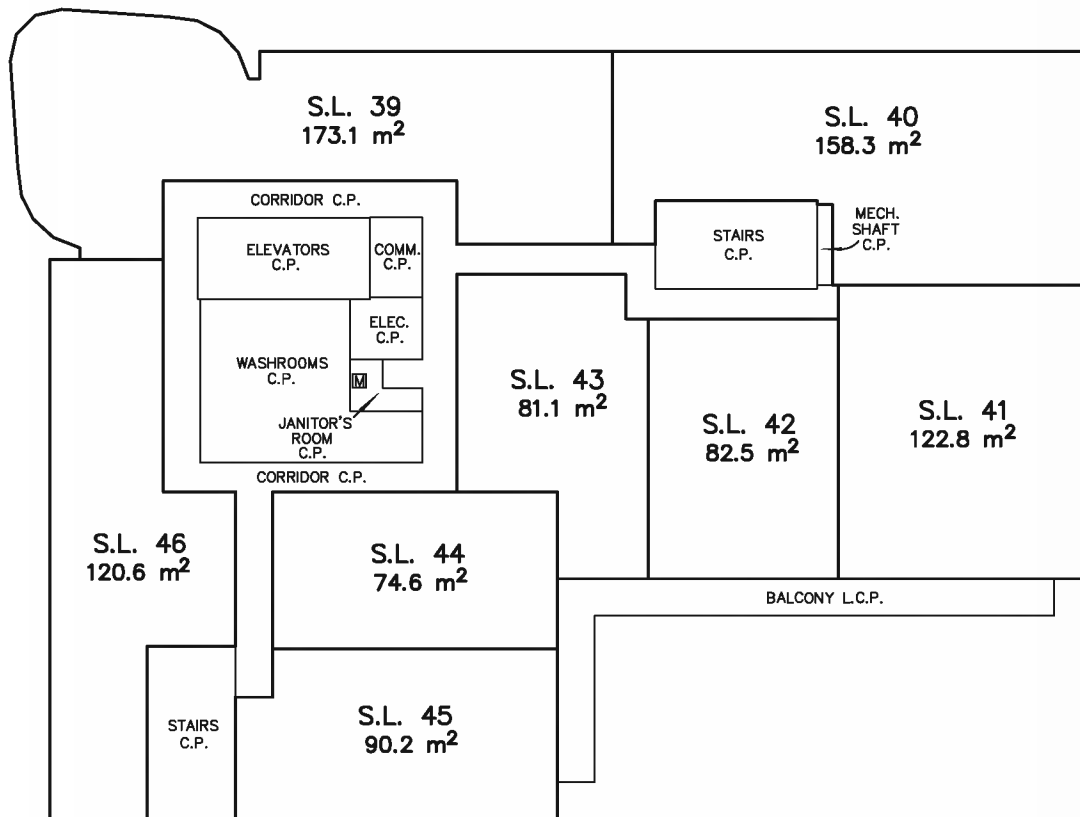 S.L. 39
173.1 m²
S.L. 40
158.3 m²
CORRIDOR C.P.
ELEVATORS
C.P.
COMM.
C.P.
STAIRS
C.P.
MECH.
SHAFT
C.P.
ELEC.
C.P.
WASHROOMS
C.P.
M
JANITOR'S
ROOM
C.P.
CORRIDOR C.P.
S.L. 43
81.1 m²
S.L. 42
82.5 m²
S.L. 41
122.8 m²
S.L. 46
120.6 m²
S.L. 44
74.6 m²
BALCONY L.C.P.
STAIRS
C.P.
S.L. 45
90.2 m²